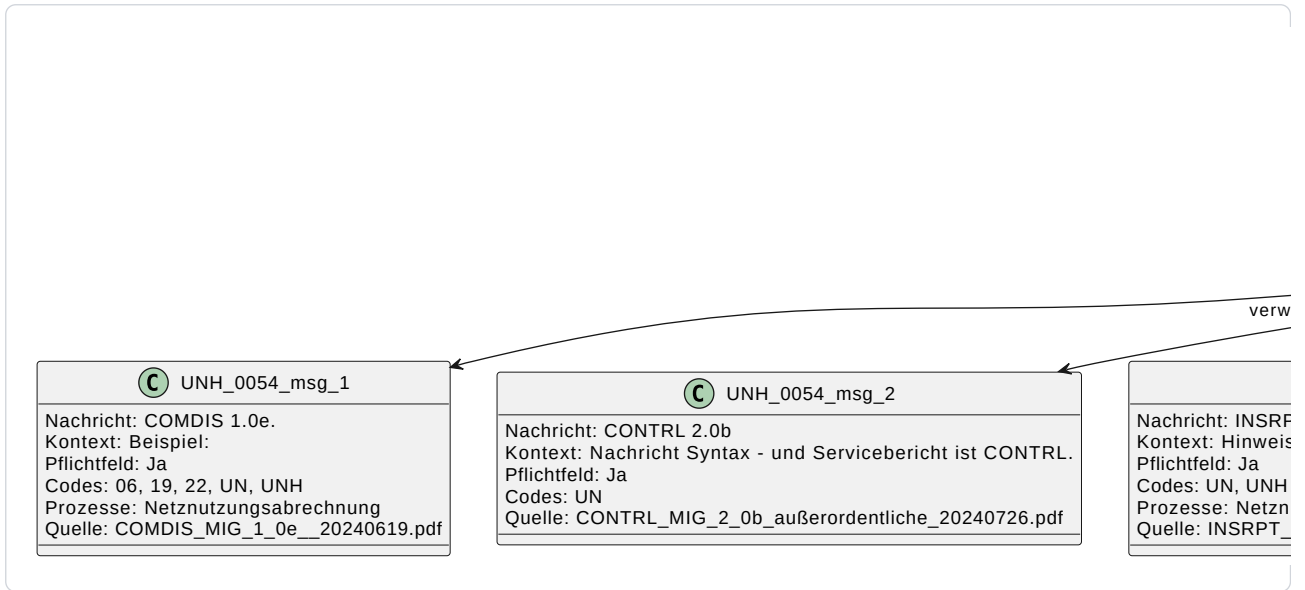 verw
C UNH_0054_msg_1
Nachricht: COMDIS 1.0e.
Kontext: Beispiel:
Pflichtfeld: Ja
Codes: 06, 19, 22, UN, UNH
Prozesse: Netznutzungsabrechnung
Quelle: COMDIS_MIG_1_0e__20240619.pdf
C UNH_0054_msg_2
Nachricht: CONTRL 2.0b
Kontext: Nachricht Syntax - und Servicebericht ist CONTRL.
Pflichtfeld: Ja
Codes: UN
Quelle: CONTRL_MIG_2_0b_außerordentliche_20240726.pdf
Nachricht: INSRP
Kontext: Hinweis
Pflichtfeld: Ja
Codes: UN, UNH
Prozesse: Netzn
Quelle: INSRPT_